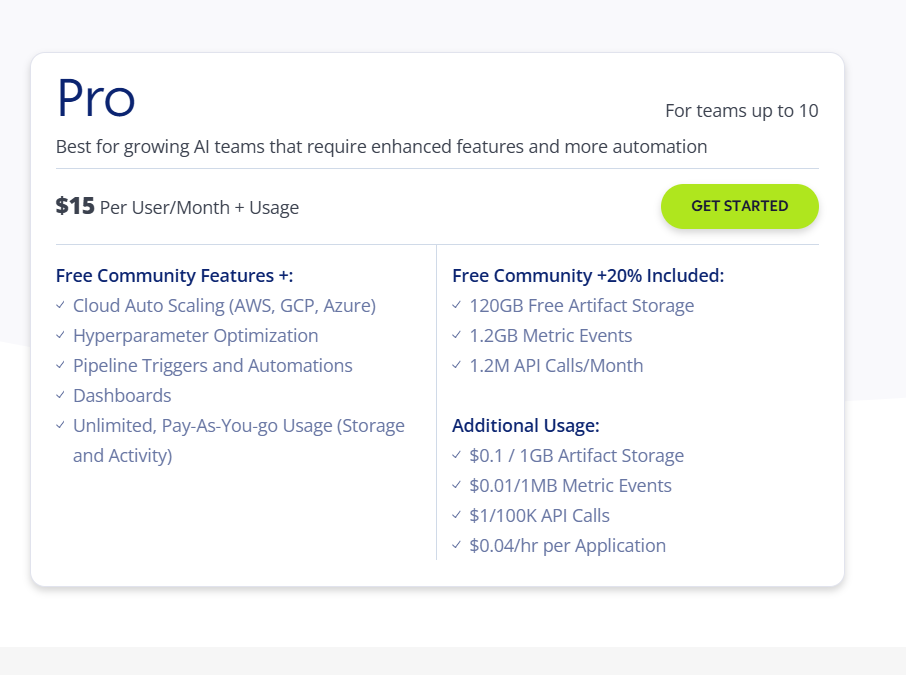 Pro
For teams up to 10
Best for growing AI teams that require enhanced features and more automation
$15 Per User/Month + Usage
GET STARTED
Free Community Features +:
Cloud Auto Scaling (AWS, GCP, Azure)
Hyperparameter Optimization
Pipeline Triggers and Automations
Dashboards
Unlimited, Pay-As-You-go Usage (Storage
and Activity)
Free Community +20% Included:
120GB Free Artifact Storage
1.2GB Metric Events
1.2M API Calls/Month
Additional Usage:
$0.1 / 1GB Artifact Storage
$0.01/1MB Metric Events
$1/100K API Calls
$0.04/hr per Application